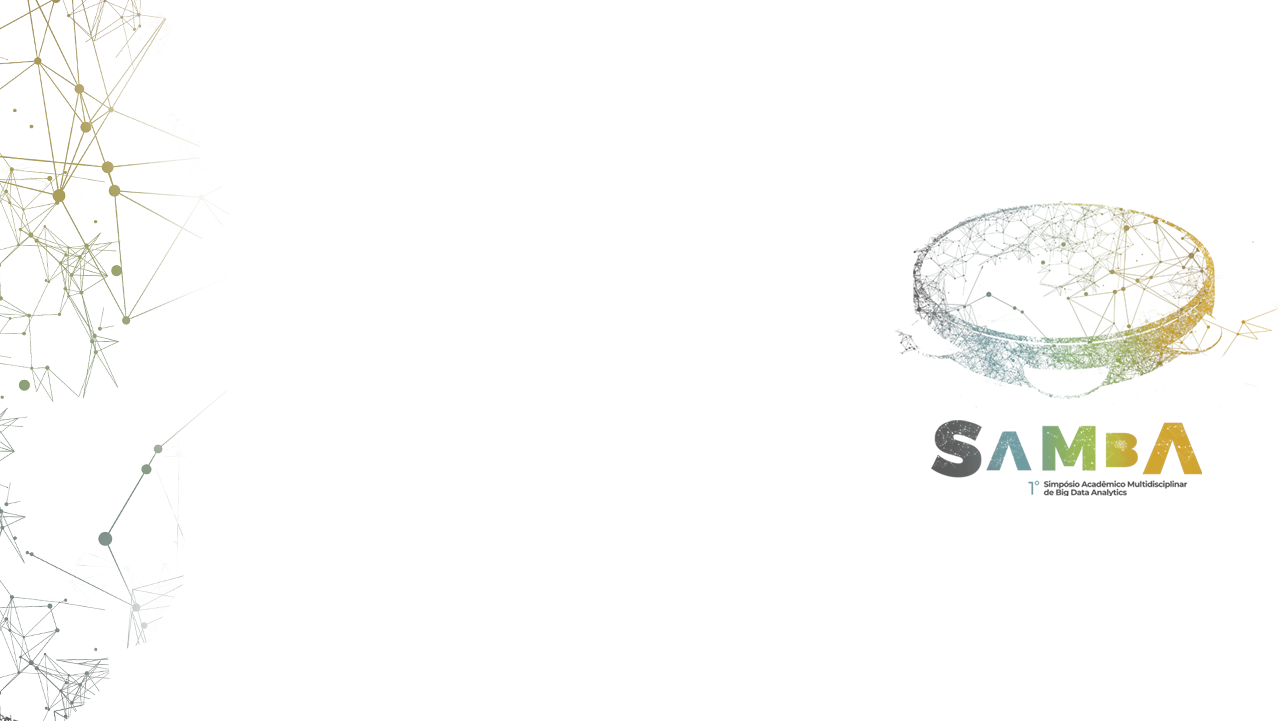 SAMBA
1° Simpósio Acadêmico Multidisciplinar
de Big Data Analytics